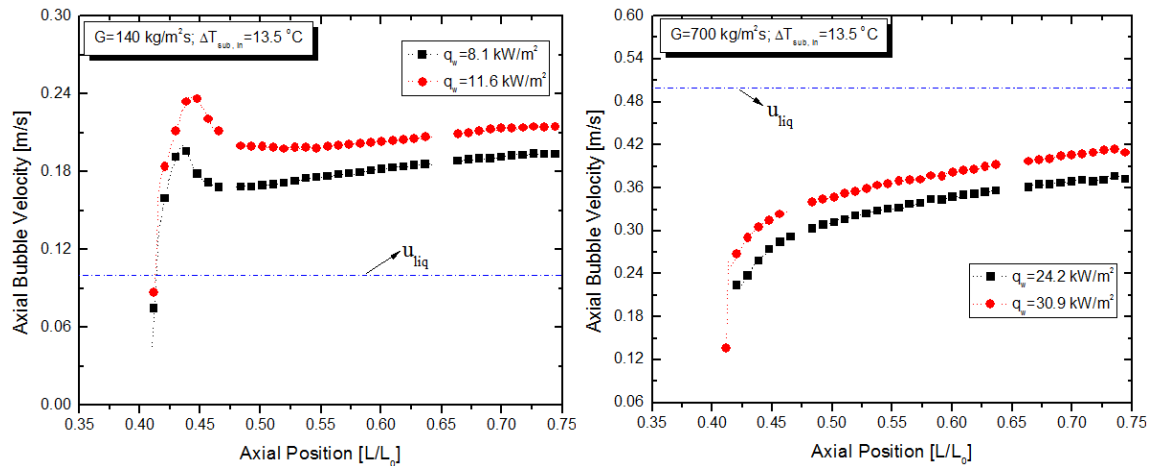 G=140 kg/m²s; ΔT_sub, in=13.5 °C
q_w=8.1 kW/m²
q_w=11.6 kW/m²
u_liq
0.30
0.24
0.18
0.12
0.06
0.00
0.35 0.40 0.45 0.50 0.55 0.60 0.65 0.70 0.75
Axial Bubble Velocity [m/s]
Axial Position [L/L_o]
G=700 kg/m²s; ΔT_sub, in=13.5 °C
u_liq
q_w=24.2 kW/m²
q_w=30.9 kW/m²
0.60
0.54
0.48
0.42
0.36
0.30
0.24
0.18
0.12
0.06
0.35 0.40 0.45 0.50 0.55 0.60 0.65 0.70 0.75
Axial Bubble Velocity [m/s]
Axial Position [L/L_o]